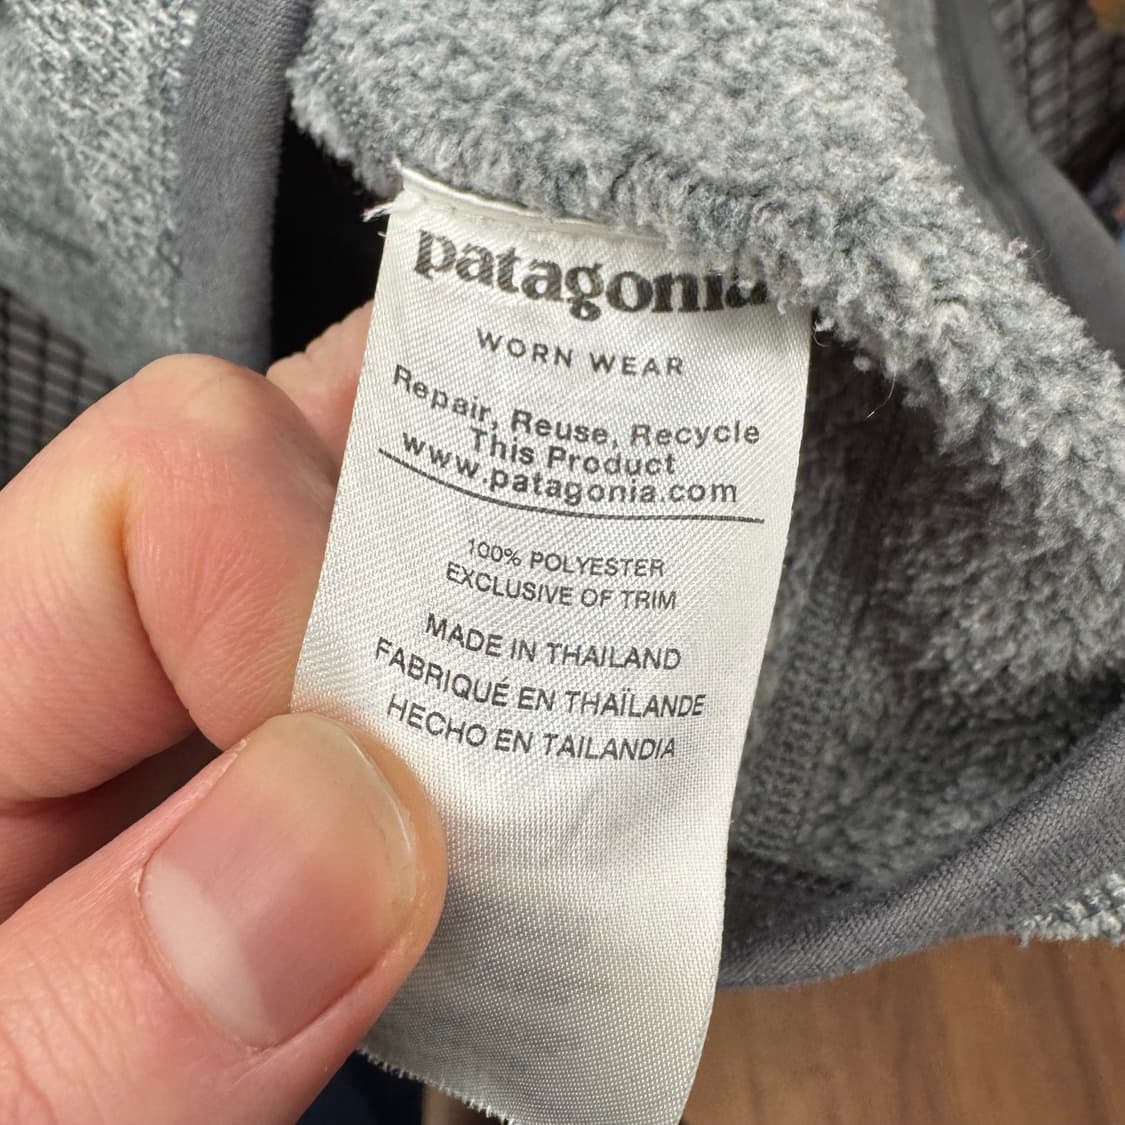 patagonia
WORN WEAR
Repair, Reuse, Recycle
This Product
www.patagonia.com
100% POLYESTER
EXCLUSIVE OF TRIM
MADE IN THAILAND
FABRIQUÉ EN THAÏLANDE
HECHO EN TAILANDIA